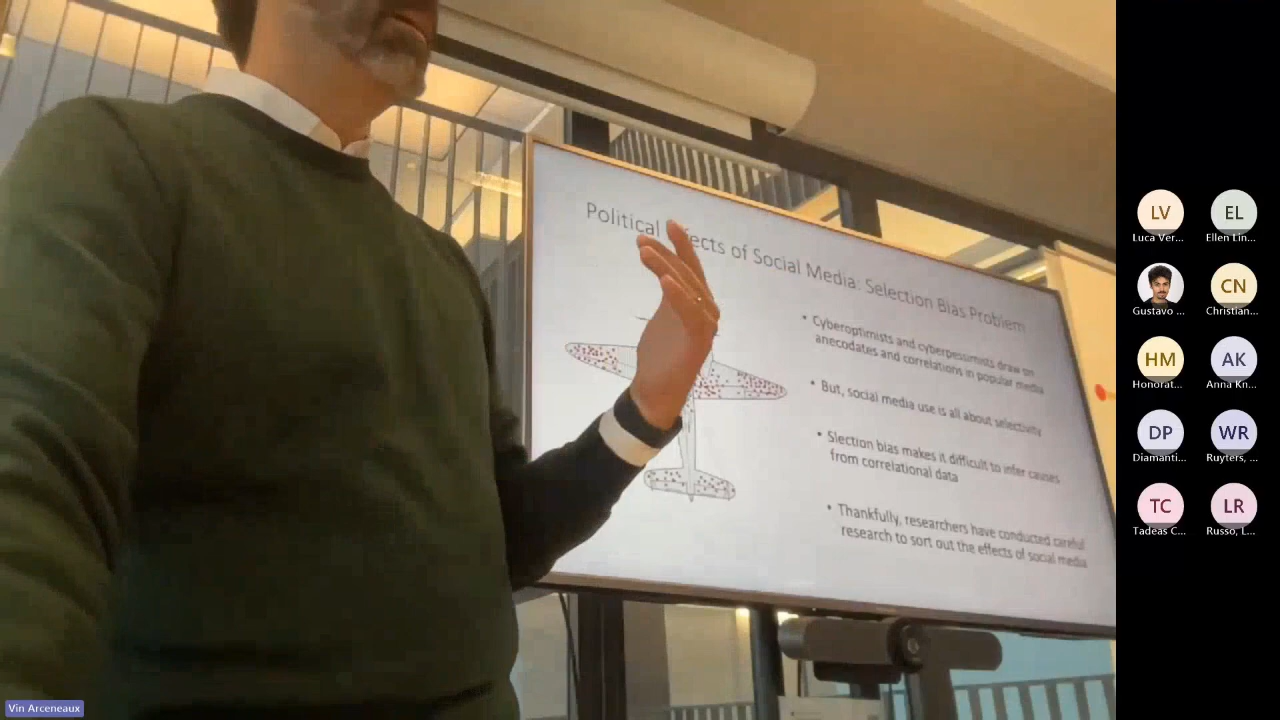 Political ects of Social Media: Selection Bias Problem
• Cyberoptimists and cyberpessimists draw on
anecodates and correlations in popular media
• But, social media use is all about selectivity
• Slection bias makes it difficult to infer causes
from correlational data
• Thankfully, researchers have conducted careful
research to sort out the effects of social media
LV
EL
Luca Ver...
Ellen Lin...
CN
Gustavo ...
Christian...
HM
AK
Honorat...
Anna Kn...
DP
WR
Diamanti...
Ruyters, ...
TC
LR
Tadeas C...
Russo, L...
Vin Arceneaux